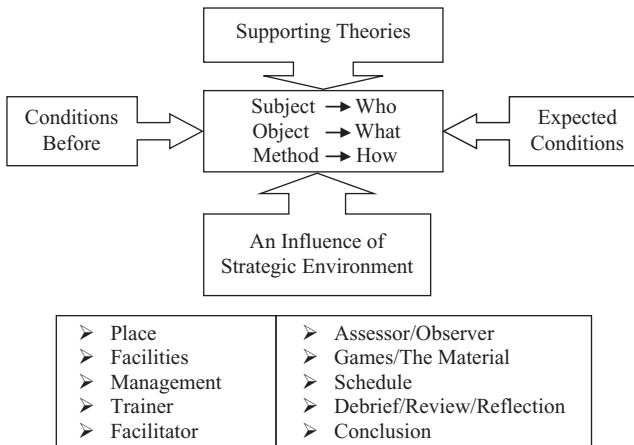 Supporting Theories
Conditions
Before
Subject → Who
Object → What
Method → How
Expected
Conditions
An Influence of
Strategic Environment
➢ Place
➢ Facilities
➢ Management
➢ Trainer
➢ Facilitator
➢ Assessor/Observer
➢ Games/The Material
➢ Schedule
➢ Debrief/Review/Reflection
➢ Conclusion